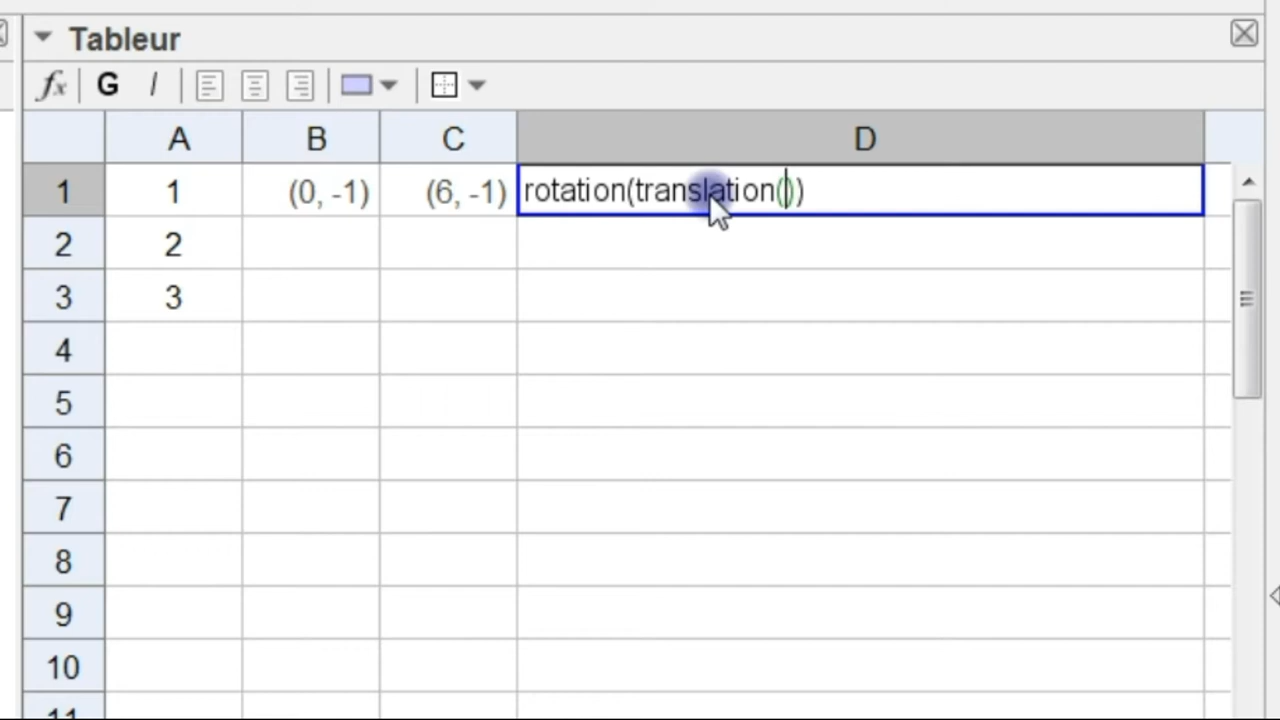 Tableur
fx G I
A B C D
1 1 (0, -1) (6, -1) rotation(translation())
2 2
3 3
4
5
6
7
8
9
10
11